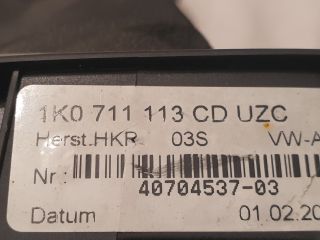 1K0 711 113 CD UZC
Herst.HKR 03S VW-A
Nr :
40704537-03
Datum 01.02.20